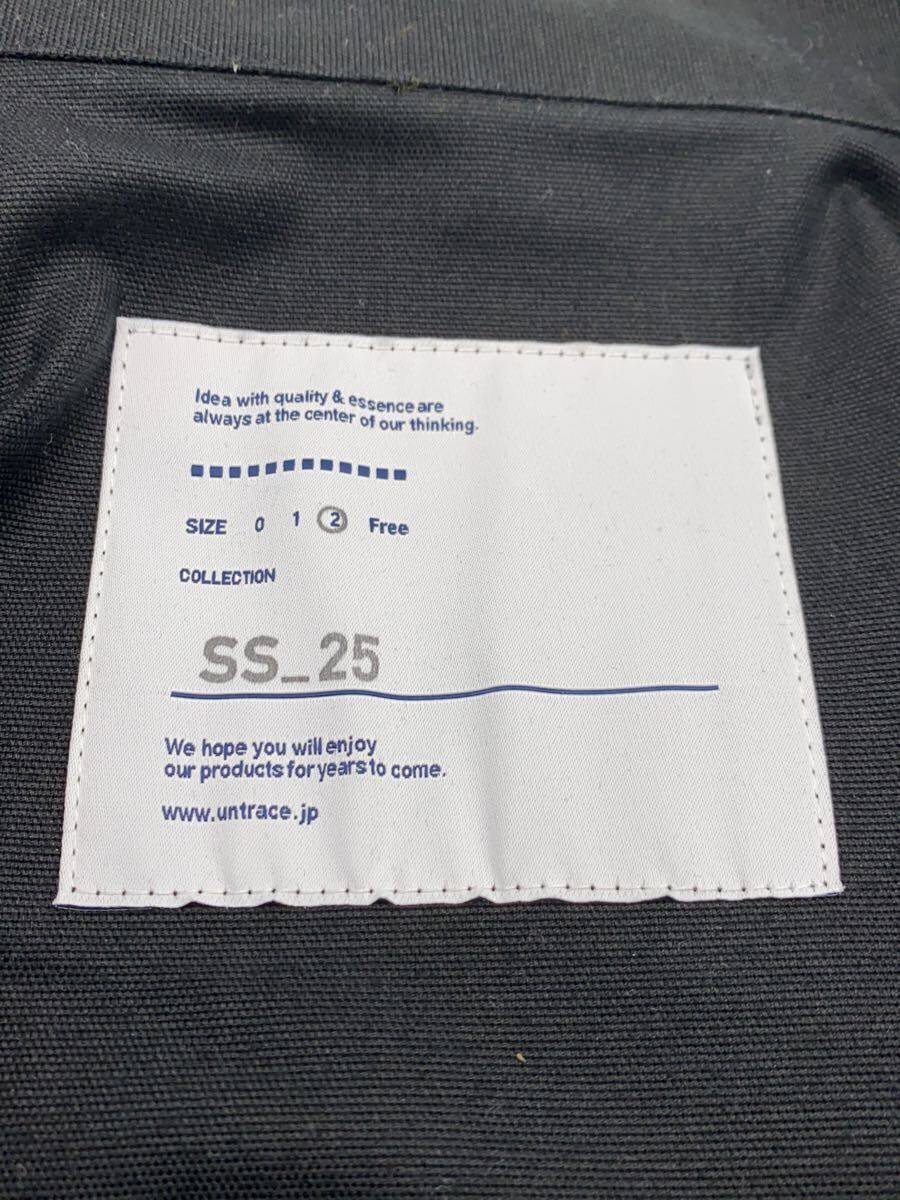 Idea with quality & essence are
always at the center of our thinking.
SIZE 0 1 2 Free
COLLECTION
SS_25
We hope you will enjoy
our products for years to come.
www.untrace.jp